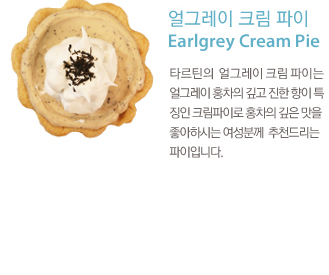 얼그레이 크림 파이
Earlgrey Cream Pie
타르틴의 얼그레이 크림 파이는
얼그레이 홍차의 깊고 진한 향이 특
징인 크림파이로 홍차의 깊은 맛을
좋아하시는 여성분께 추천드리는
파이입니다.